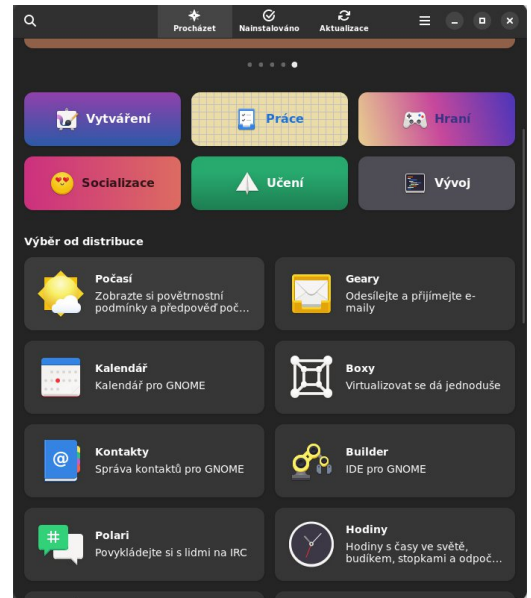 Procházet
Nainstalováno
Aktualizace
Vytváření
Práce
Hraní
Socializace
Učení
Vývoj
Výběr od distribuce
Počasí
Zobrazte si povětrnostní
podmínky a předpověď poč…
Geary
Odesílejte a přijímejte e-
maily
Kalendář
Kalendář pro GNOME
Boxy
Virtualizovat se dá jednoduše
Kontakty
Správa kontaktů pro GNOME
Builder
IDE pro GNOME
Polari
Povykládejte si s lidmi na IRC
Hodiny
Hodiny s časy ve světě,
budíkem, stopkami a odpoč…